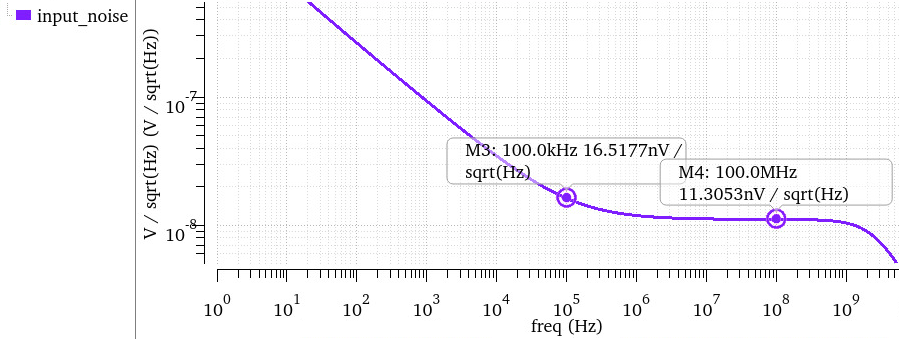 input_noise
V / sqrt(Hz) (V / sqrt(Hz))
10^-7
10^-8
M3: 100.0kHz 16.5177nV /
sqrt(Hz)
M4: 100.0MHz
11.3053nV / sqrt(Hz)
10^0 10^1 10^2 10^3 10^4 10^5 10^6 10^7 10^8 10^9
freq (Hz)